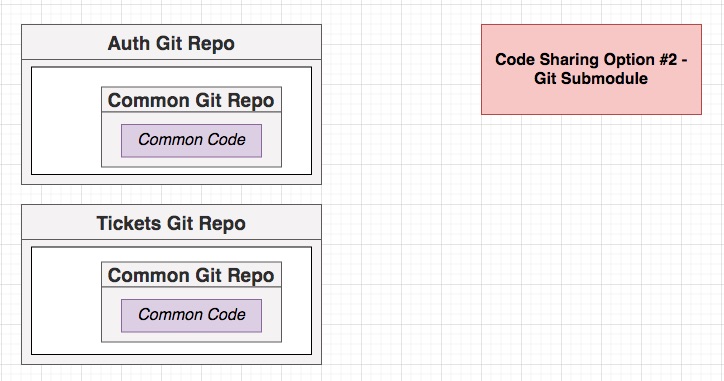 Auth Git Repo
Common Git Repo
Common Code
Tickets Git Repo
Common Git Repo
Common Code
Code Sharing Option #2 -
Git Submodule